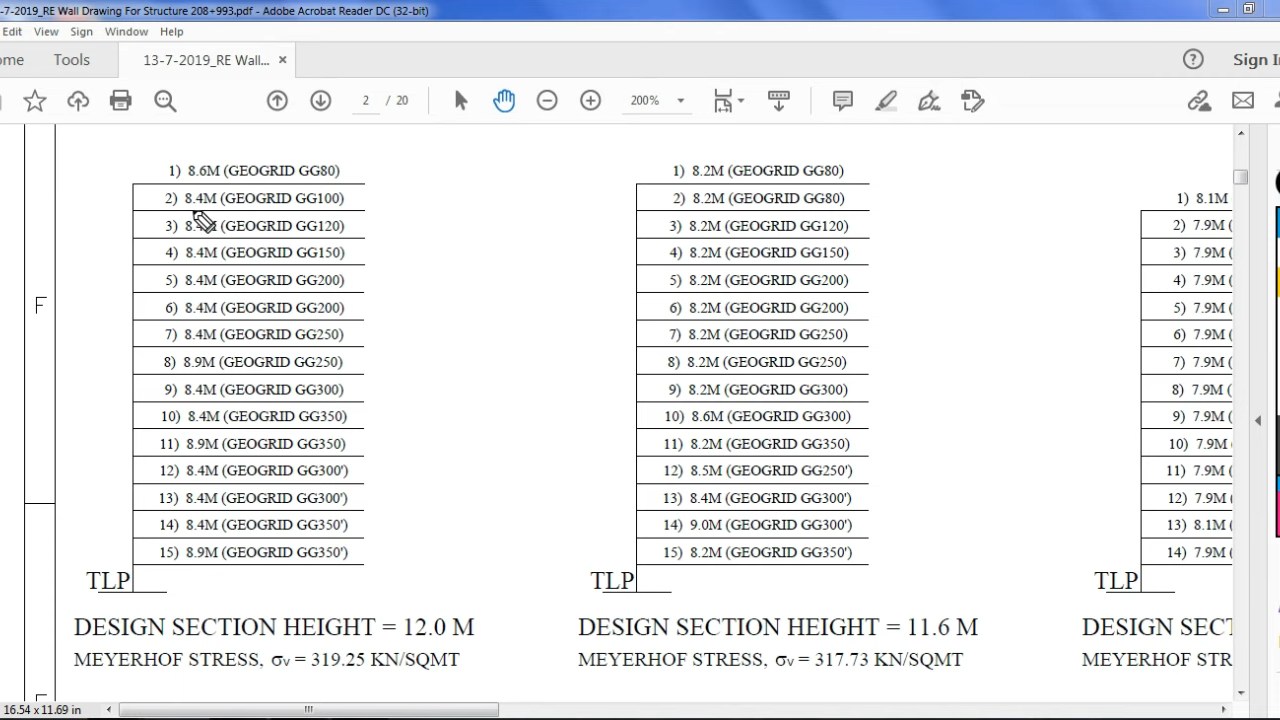 -7-2019_RE Wall Drawing For Structure 208+993.pdf - Adobe Acrobat Reader DC (32-bit)
Edit View Sign Window Help
ome Tools 13-7-2019_RE Wall... × Sign In
2 / 20 200%
1) 8.6M (GEOGRID GG80)
2) 8.4M (GEOGRID GG100)
3) (GEOGRID GG120)
4) 8.4M (GEOGRID GG150)
5) 8.4M (GEOGRID GG200)
6) 8.4M (GEOGRID GG200)
7) 8.4M (GEOGRID GG250)
8) 8.9M (GEOGRID GG250)
9) 8.4M (GEOGRID GG300)
10) 8.4M (GEOGRID GG350)
11) 8.9M (GEOGRID GG350)
12) 8.4M (GEOGRID GG300')
13) 8.4M (GEOGRID GG300')
14) 8.4M (GEOGRID GG350')
15) 8.9M (GEOGRID GG350')
TLP
DESIGN SECTION HEIGHT = 12.0 M
MEYERHOF STRESS, σv = 319.25 KN/SQMT
1) 8.2M (GEOGRID GG80)
2) 8.2M (GEOGRID GG80)
3) 8.2M (GEOGRID GG120)
4) 8.2M (GEOGRID GG150)
5) 8.2M (GEOGRID GG200)
6) 8.2M (GEOGRID GG200)
7) 8.2M (GEOGRID GG250)
8) 8.2M (GEOGRID GG250)
9) 8.2M (GEOGRID GG300)
10) 8.6M (GEOGRID GG300)
11) 8.2M (GEOGRID GG350)
12) 8.5M (GEOGRID GG250')
13) 8.4M (GEOGRID GG300')
14) 9.0M (GEOGRID GG300')
15) 8.2M (GEOGRID GG350')
TLP
DESIGN SECTION HEIGHT = 11.6 M
MEYERHOF STRESS, σv = 317.73 KN/SQMT
1) 8.1M
2) 7.9M (
3) 7.9M (
4) 7.9M (
5) 7.9M (
6) 7.9M (
7) 7.9M (
8) 7.9M (
9) 7.9M (
10) 7.9M
11) 7.9M (
12) 7.9M (
13) 8.1M (
14) 7.9M (
TLP
DESIGN SECT
MEYERHOF STR
F
16.54 x 11.69 in